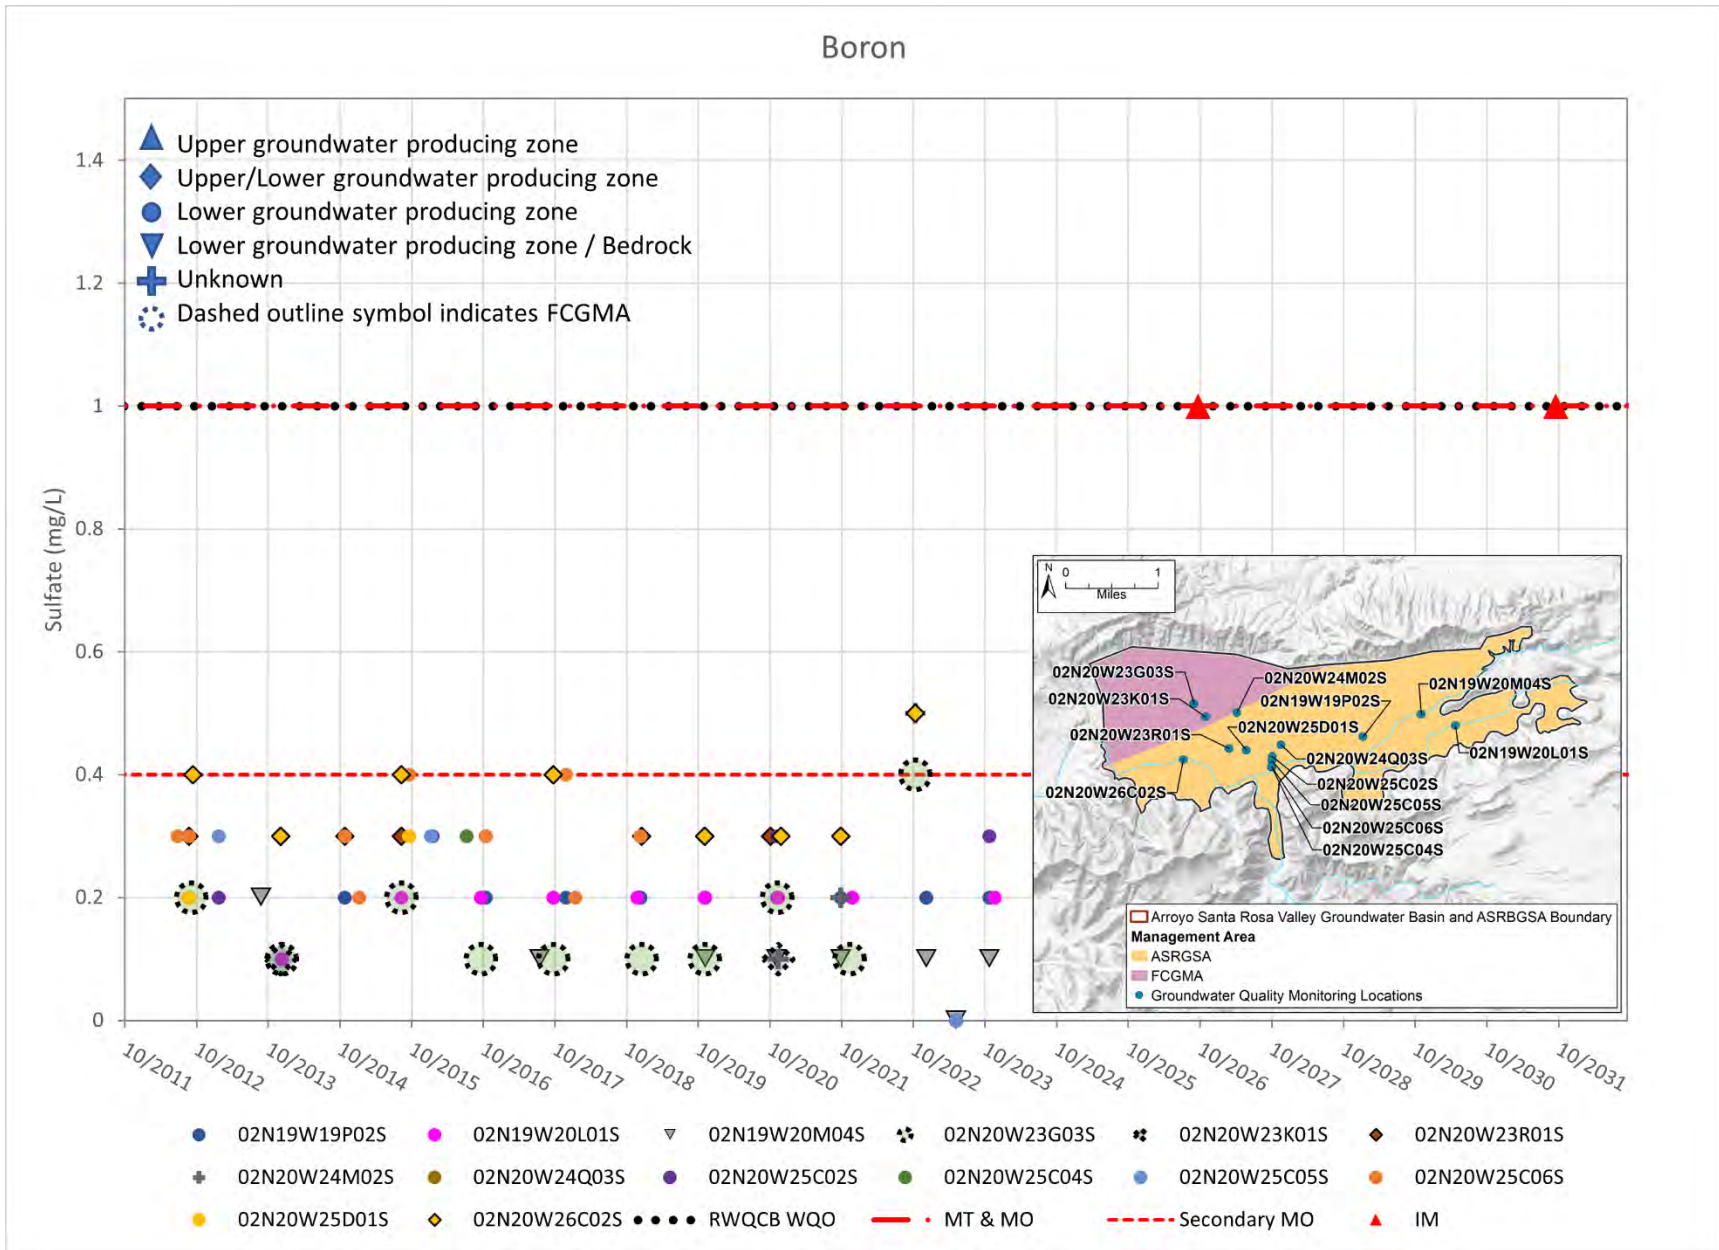 Boron
Upper groundwater producing zone
Upper/Lower groundwater producing zone
Lower groundwater producing zone
Lower groundwater producing zone / Bedrock
Unknown
Dashed outline symbol indicates FCGMA
Sulfate (mg/L)
1.4
1.2
1
0.8
0.6
0.4
0.2
0
N
0 1
Miles
02N20W23G03S
02N20W23K01S
02N20W23R01S
02N20W26C02S
02N20W24M02S
02N19W19P02S
02N20W25D01S
02N19W20M04S
02N19W20L01S
02N20W24Q03S
02N20W25C02S
02N20W25C05S
02N20W25C06S
02N20W25C04S
Arroyo Santa Rosa Valley Groundwater Basin and ASRBGSA Boundary
Management Area
ASRGSA
FCGMA
Groundwater Quality Monitoring Locations
10/2011 10/2012 10/2013 10/2014 10/2015 10/2016 10/2017 10/2018 10/2019 10/2020 10/2021 10/2022 10/2023 10/2024 10/2025 10/2026 10/2027 10/2028 10/2029 10/2030 10/2031
02N19W19P02S 02N19W20L01S 02N19W20M04S 02N20W23G03S 02N20W23K01S 02N20W23R01S
02N20W24M02S 02N20W24Q03S 02N20W25C02S 02N20W25C04S 02N20W25C05S 02N20W25C06S
02N20W25D01S 02N20W26C02S RWQCB WQO MT & MO Secondary MO IM